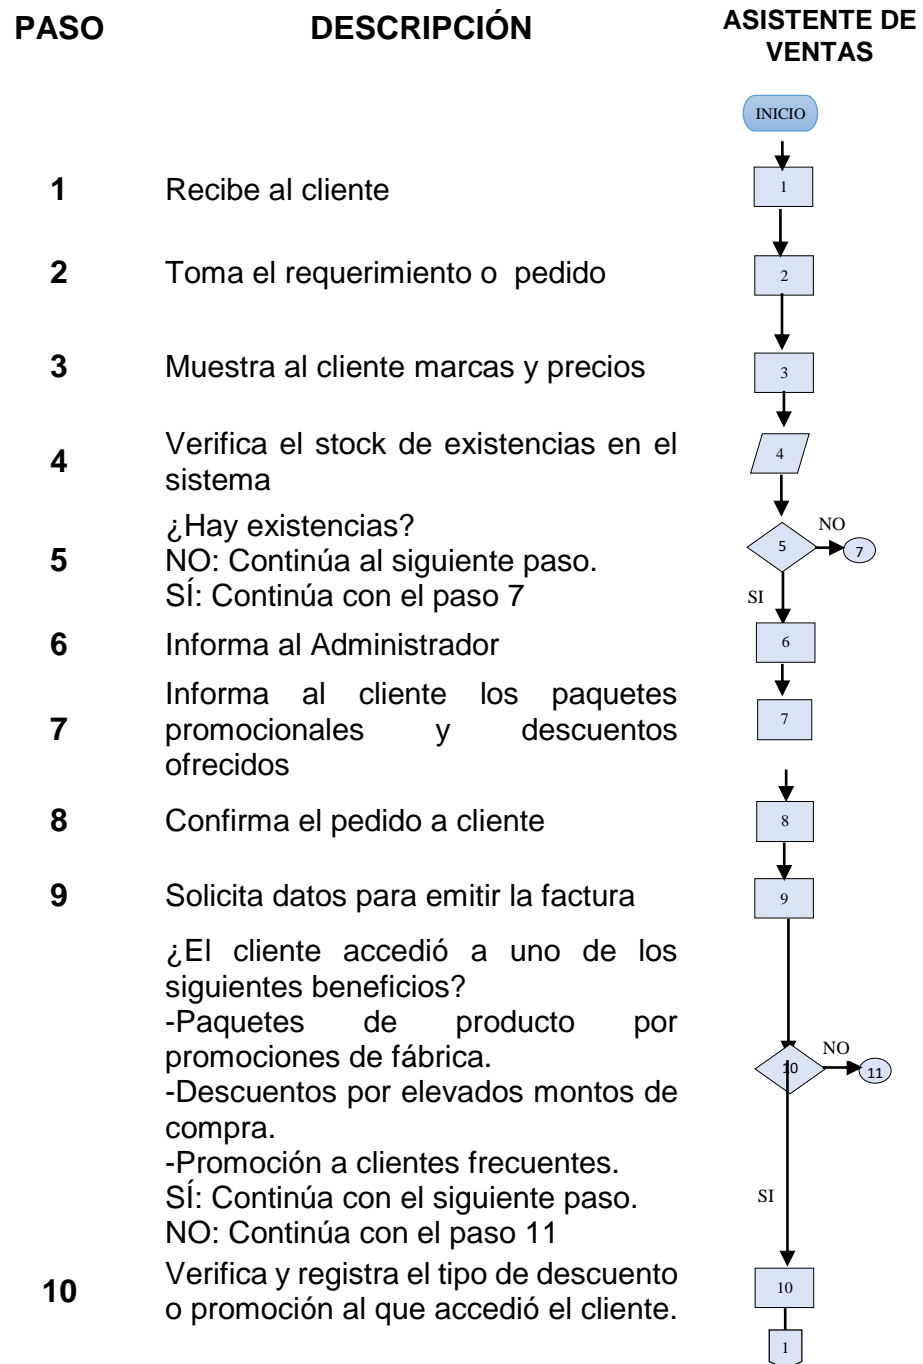 PASO DESCRIPCIÓN ASISTENTE DE
VENTAS
INICIO
1 Recibe al cliente 1
2 Toma el requerimiento o pedido 2
3 Muestra al cliente marcas y precios 3
4 Verifica el stock de existencias en el
sistema 4
5 ¿Hay existencias?
NO: Continúa al siguiente paso.
SÍ: Continúa con el paso 7
5 NO 7
SI
6 Informa al Administrador 6
7 Informa al cliente los paquetes
promocionales y descuentos
ofrecidos 7
8 Confirma el pedido a cliente 8
9 Solicita datos para emitir la factura 9
¿El cliente accedió a uno de los
siguientes beneficios?
-Paquetes de producto por
promociones de fábrica.
-Descuentos por elevados montos de
compra.
-Promoción a clientes frecuentes.
SÍ: Continúa con el siguiente paso.
NO: Continúa con el paso 11
10 NO 11
SI
10 Verifica y registra el tipo de descuento
o promoción al que accedió el cliente. 10
1